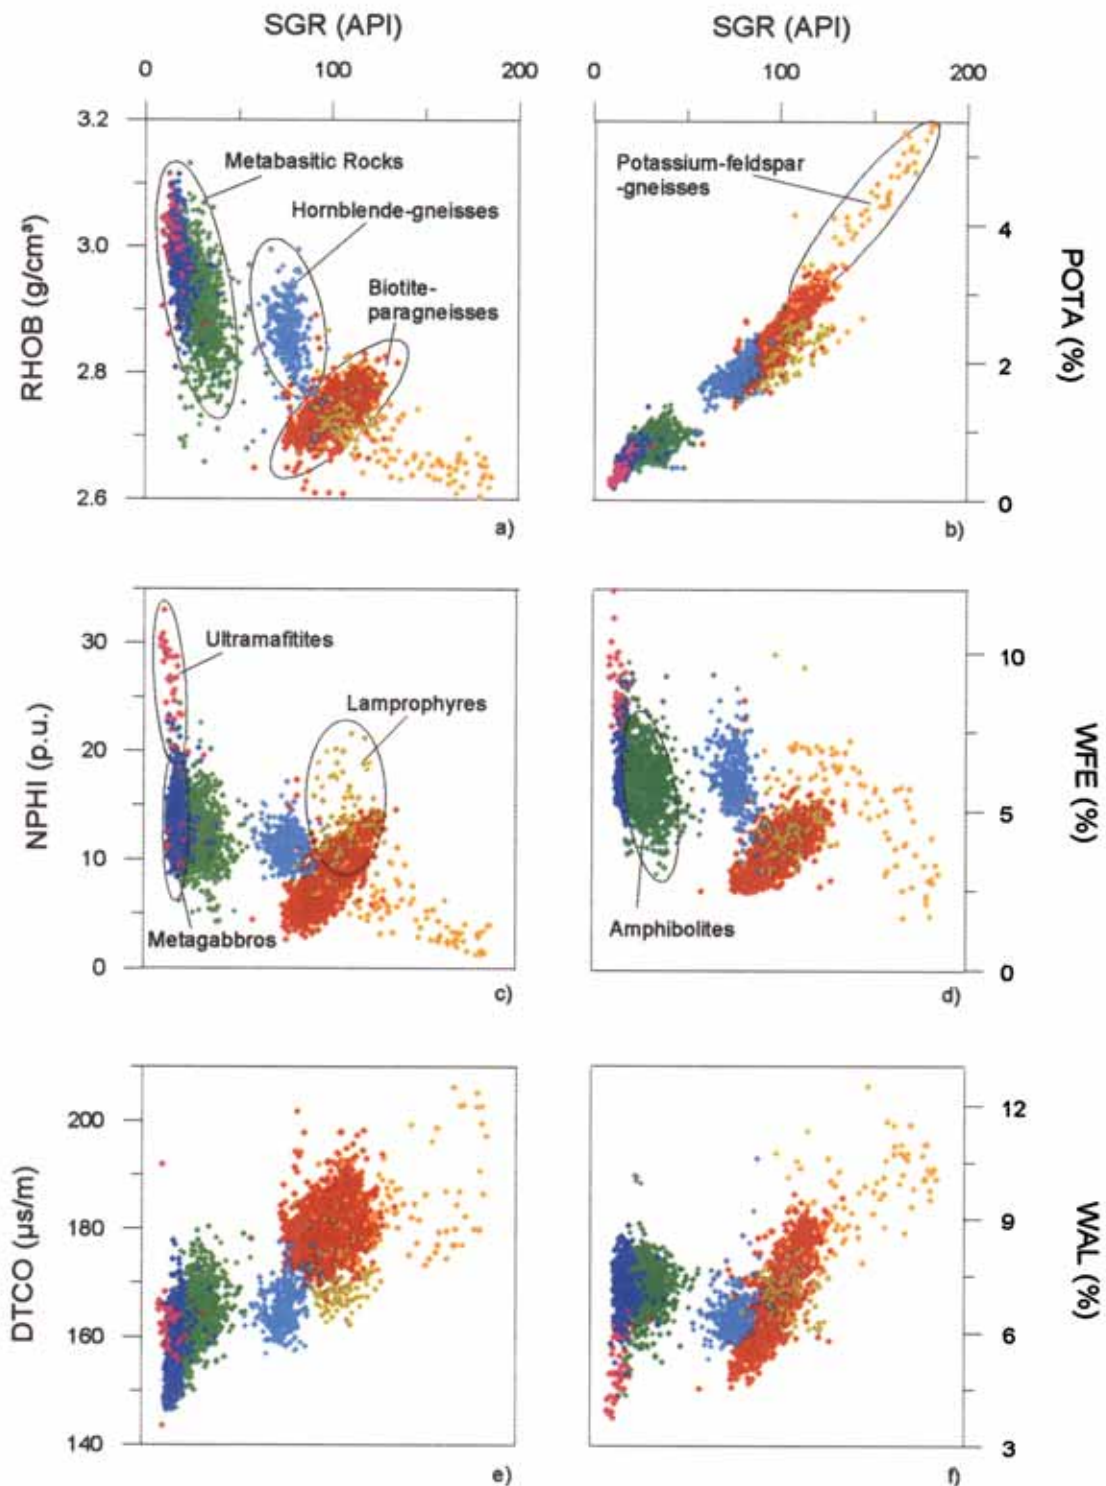 SGR (API)
SGR (API)
0 100 200
0 100 200
3.2
3.0
2.8
2.6
RHOB (g/cm³)
Metabasitic Rocks
Hornblende-gneisses
Biotite-
paragneisses
a)
Potassium-feldspar
-gneisses
4
2
0
POTA (%)
b)
30
20
10
0
NPHI (p.u.)
Ultramafitites
Lamprophyres
Metagabbros
c)
10
5
0
WFE (%)
Amphibolites
d)
200
180
160
140
DTCO (µs/m)
e)
12
9
6
3
WAL (%)
f)